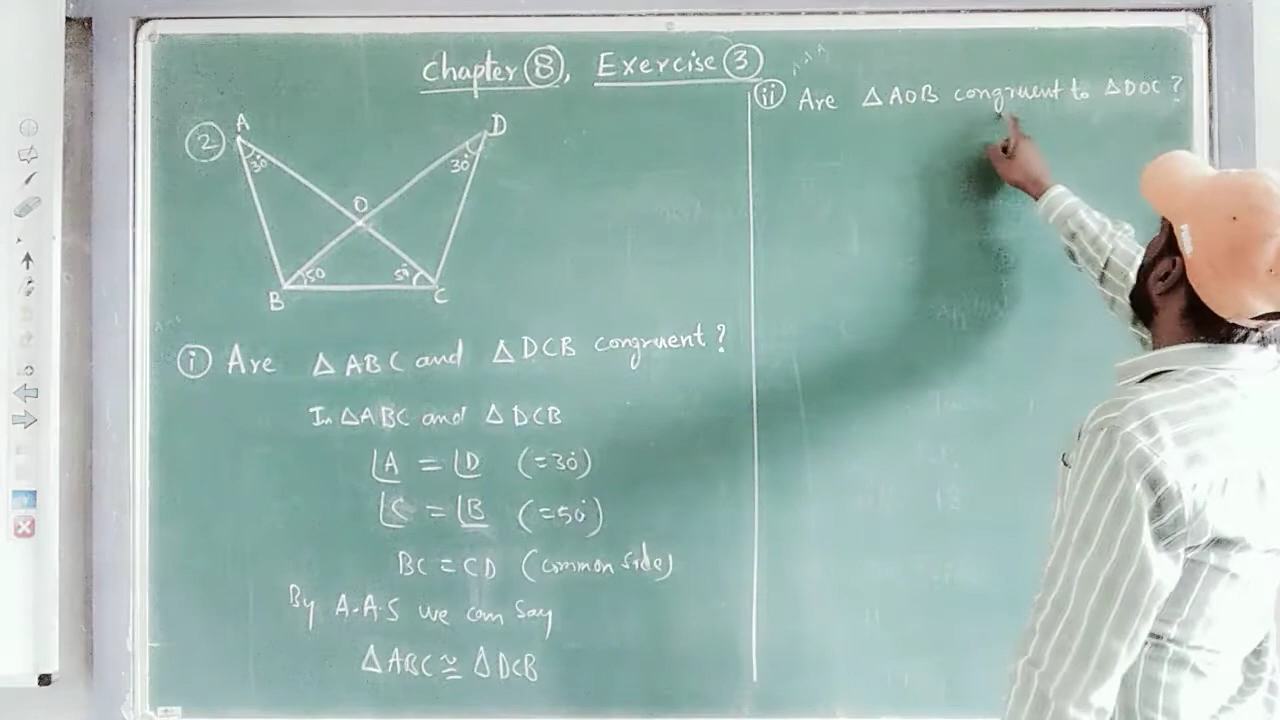 Chapter 8, Exercise 3
2
A
D
30°
30°
O
50
50°
B
C
i Are △ABC and △DCB congruent?
In △ABC and △DCB
∠A = ∠D (=30°)
∠C = ∠B (=50°)
BC = CD (common side)
By A.A.S we can say
△ABC ≅ △DCB
ii Are △AOB congruent to △DOC?